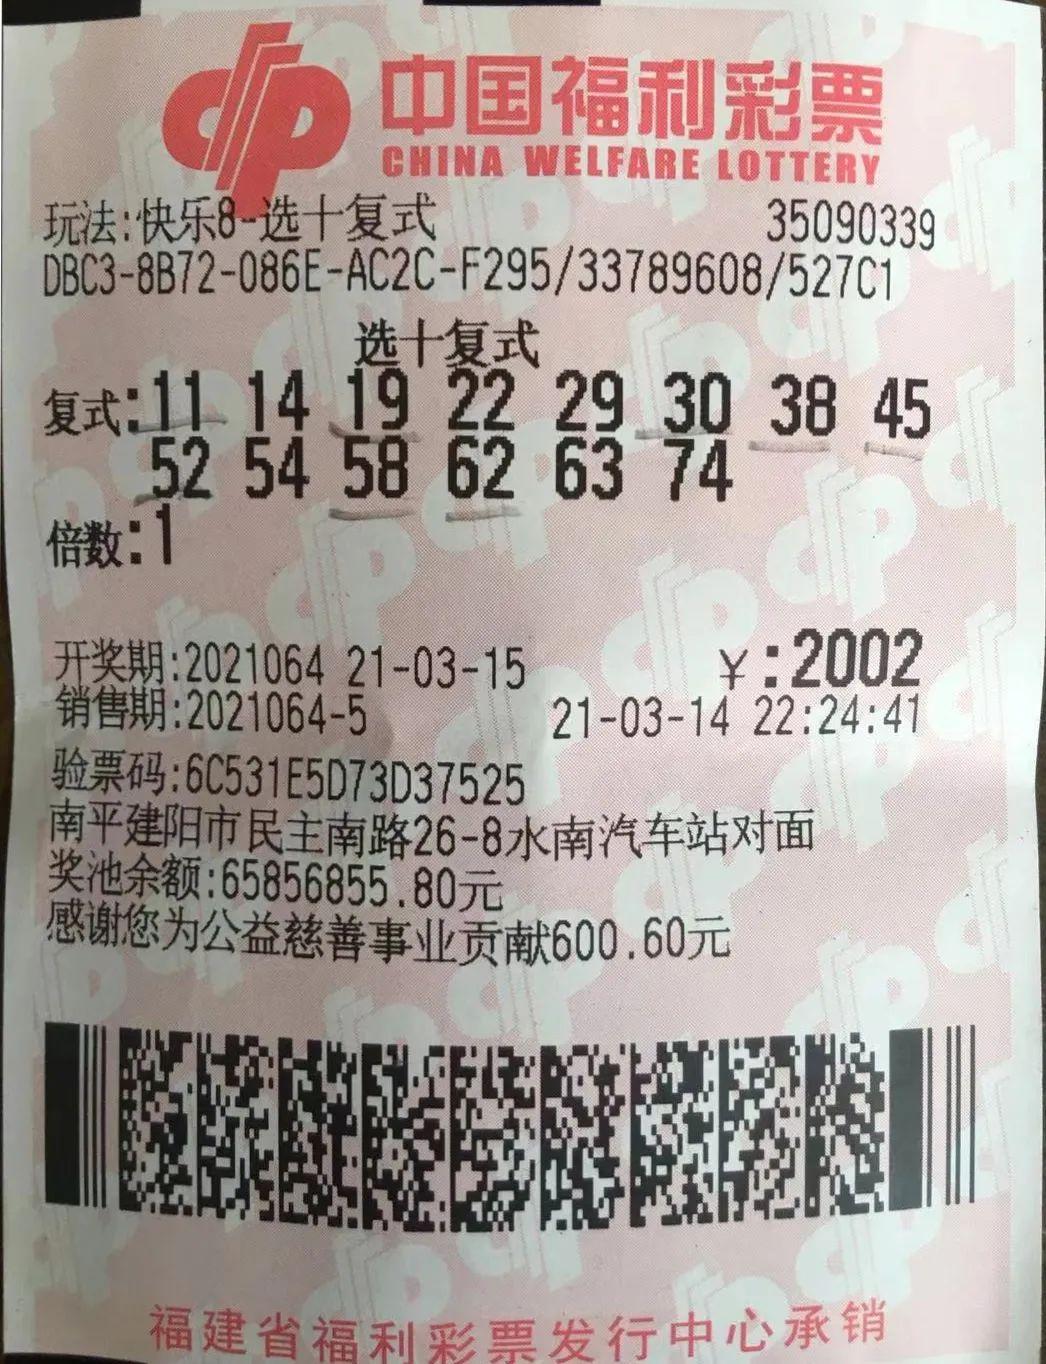 中国福利彩票
CHINA WELFARE LOTTERY
玩法:快乐8-选十复式 35090339
DBC3-8B72-086E-AC2C-F295/33789608/527C1
选十复式
复式:11 14 19 22 29 30 38 45
52 54 58 62 63 74
倍数:1
开奖期:2021064 21-03-15 ¥:2002
销售期:2021064-5 21-03-14 22:24:41
验票码:6C531E5D73D37525
南平建阳市民主南路26-8水南汽车站对面
奖池余额:65856855.80元
感谢您为公益慈善事业贡献600.60元
福建省福利彩票发行中心承销